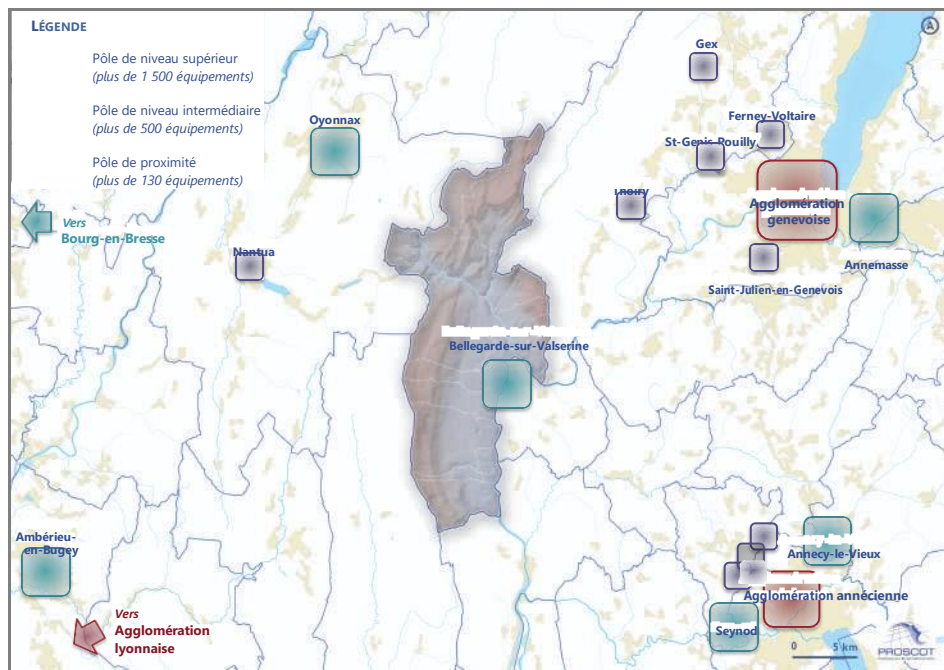 LÉGENDE
Pôle de niveau supérieur
(plus de 1 500 équipements)
Pôle de niveau intermédiaire
(plus de 500 équipements)
Pôle de proximité
(plus de 130 équipements)
Gex
Ferney-Voltaire
St-Genis-Pouilly
Oyonnax
Agglomération
genevoise
Vers
Bourg-en-Bresse
Nantua
Annemasse
Saint-Julien-en-Genevois
Bellegarde-sur-Valserine
Ambérieu-
en-Bugey
Annecy-le-Vieux
Agglomération annécienne
Vers
Agglomération
lyonnaise
Seynod
0 5 km
PROSCOT